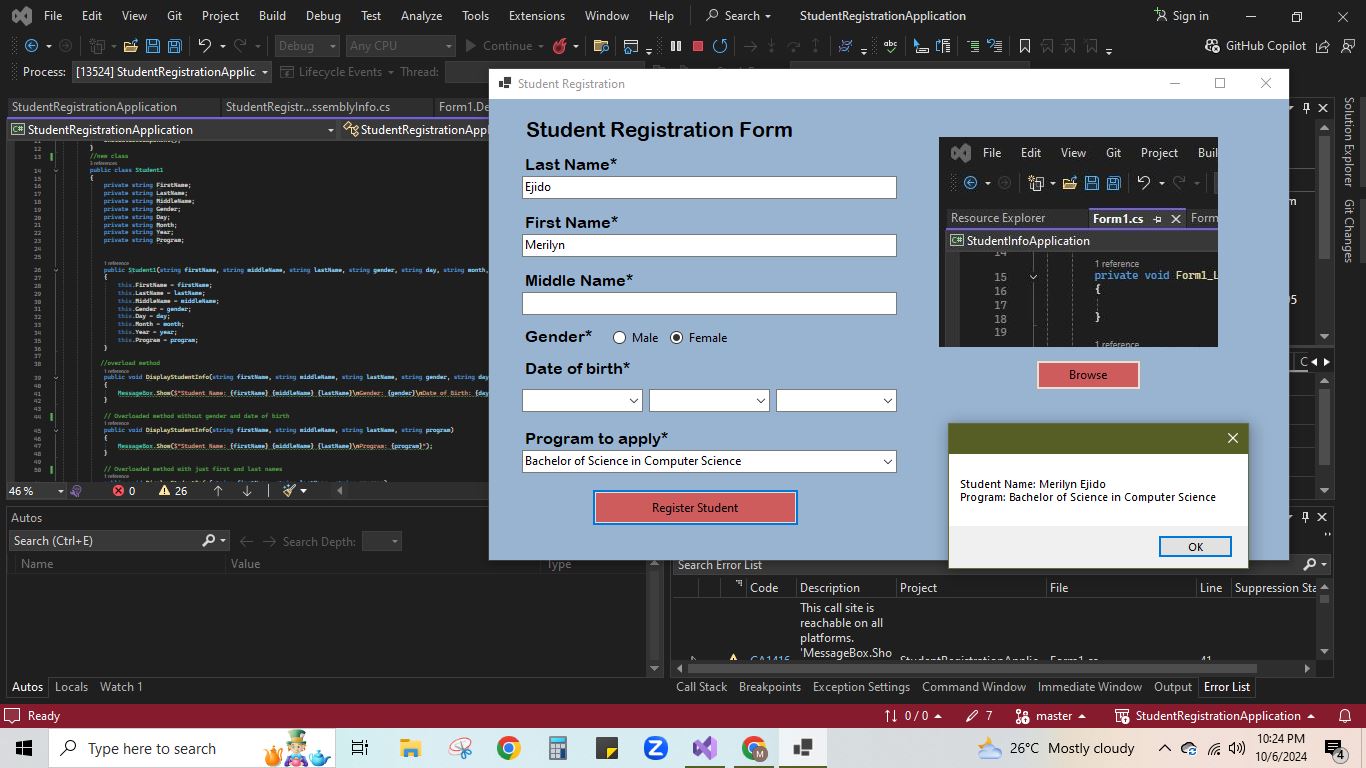 File Edit View Git Project Build Debug Test Analyze Tools Extensions Window Help Search StudentRegistrationApplication Sign in
Debug Any CPU Continue GitHub Copilot
Process: [13524] StudentRegistrationApplic Lifecycle Events Thread:
StudentRegistrationApplication StudentRegistr...ssemblyInfo.cs Form1.De
StudentRegistrationApplication StudentRegistrationAppl
12 }
13 //new class
3 references
14 public class Student1
15 {
16 private string FirstName;
17 private string LastName;
18 private string MiddleName;
19 private string Gender;
20 private string Day;
21 private string Month;
22 private string Year;
23 private string Program;
24
25
1 reference
26 public Student1(string firstName, string middleName, string lastName, string gender, string day, string month,
27 {
28 this.FirstName = firstName;
29 this.LastName = lastName;
30 this.MiddleName = middleName;
31 this.Gender = gender;
32 this.Day = day;
33 this.Month = month;
34 this.Year = year;
35 this.Program = program;
36 }
37
38 //overload method
1 reference
39 public void DisplayStudentInfo(string firstName, string middleName, string lastName, string gender, string day
40 {
41 MessageBox.Show($"Student Name: {firstName} {middleName} {lastName}\nGender: {gender}\nDate of Birth: {day
42 }
43
44 // Overloaded method without gender and date of birth
1 reference
45 public void DisplayStudentInfo(string firstName, string middleName, string lastName, string program)
46 {
47 MessageBox.Show($"Student Name: {firstName} {middleName} {lastName}\nProgram: {program}");
48 }
49
50 // Overloaded method with just first and last names
1 reference
46 % 0 26
Autos
Search (Ctrl+E) Search Depth:
Name Value Type
Autos Locals Watch 1
Student Registration
Student Registration Form
Last Name*
Ejido
First Name*
Merilyn
Middle Name*
Gender* Male Female
Date of birth*
Program to apply*
Bachelor of Science in Computer Science
Register Student
File Edit View Git Project Buil
Resource Explorer Form1.cs Form
C# StudentInfoApplication
14
1 reference
15 private void Form1_L
16 {
17
18 }
19
1 reference
Browse
Student Name: Merilyn Ejido
Program: Bachelor of Science in Computer Science
OK
Solution Explorer
Git Changes
Search Error List
Code Description Project File Line Suppression Sta
This call site is
reachable on all
platforms.
'MessageBox.Sho
CA1416 StudentRegistrationApplic Form1.cs 41
Call Stack Breakpoints Exception Settings Command Window Immediate Window Output Error List
Ready 0 / 0 7 master StudentRegistrationApplication
Type here to search
26°C Mostly cloudy
10:24 PM
10/6/2024
4